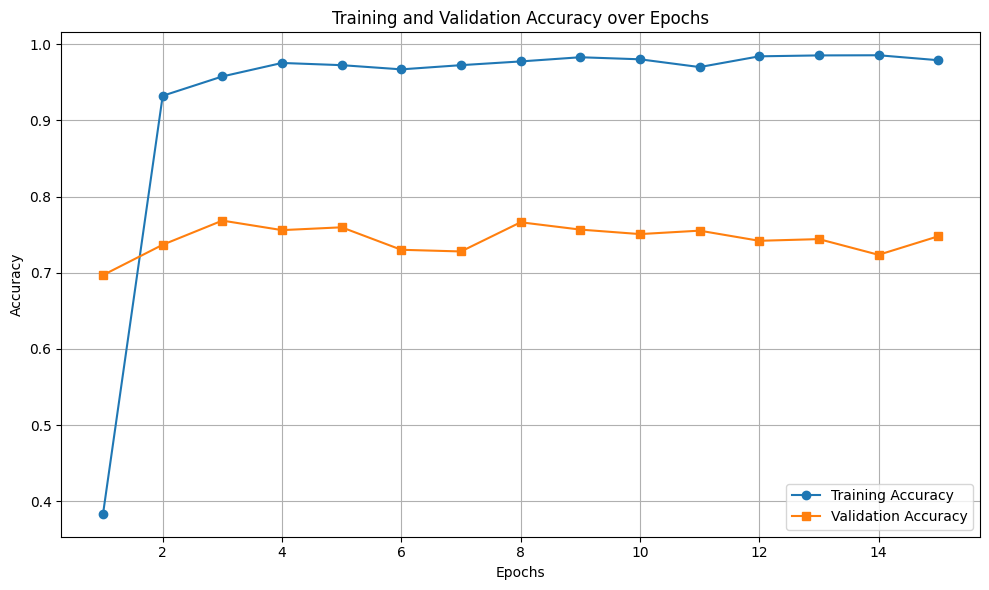 Training and Validation Accuracy over Epochs
1.0
0.9
0.8
0.7
0.6
0.5
0.4
Accuracy
2 4 6 8 10 12 14
Epochs
Training Accuracy
Validation Accuracy